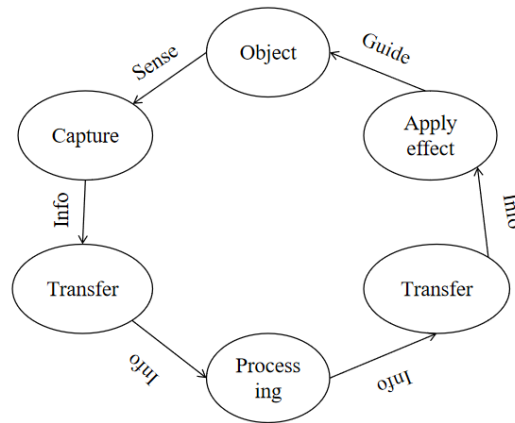 Object
Guide
Sense
Capture
Apply
effect
Info
Info
Transfer
Transfer
Info
Process
ing
Info